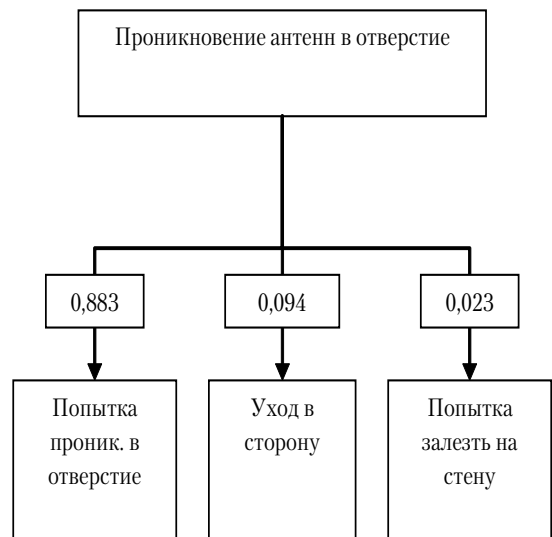 Проникновение антенн в отверстие
0,883
0,094
0,023
Попытка
проник. в
отверстие
Уход в
сторону
Попытка
залезть на
стену